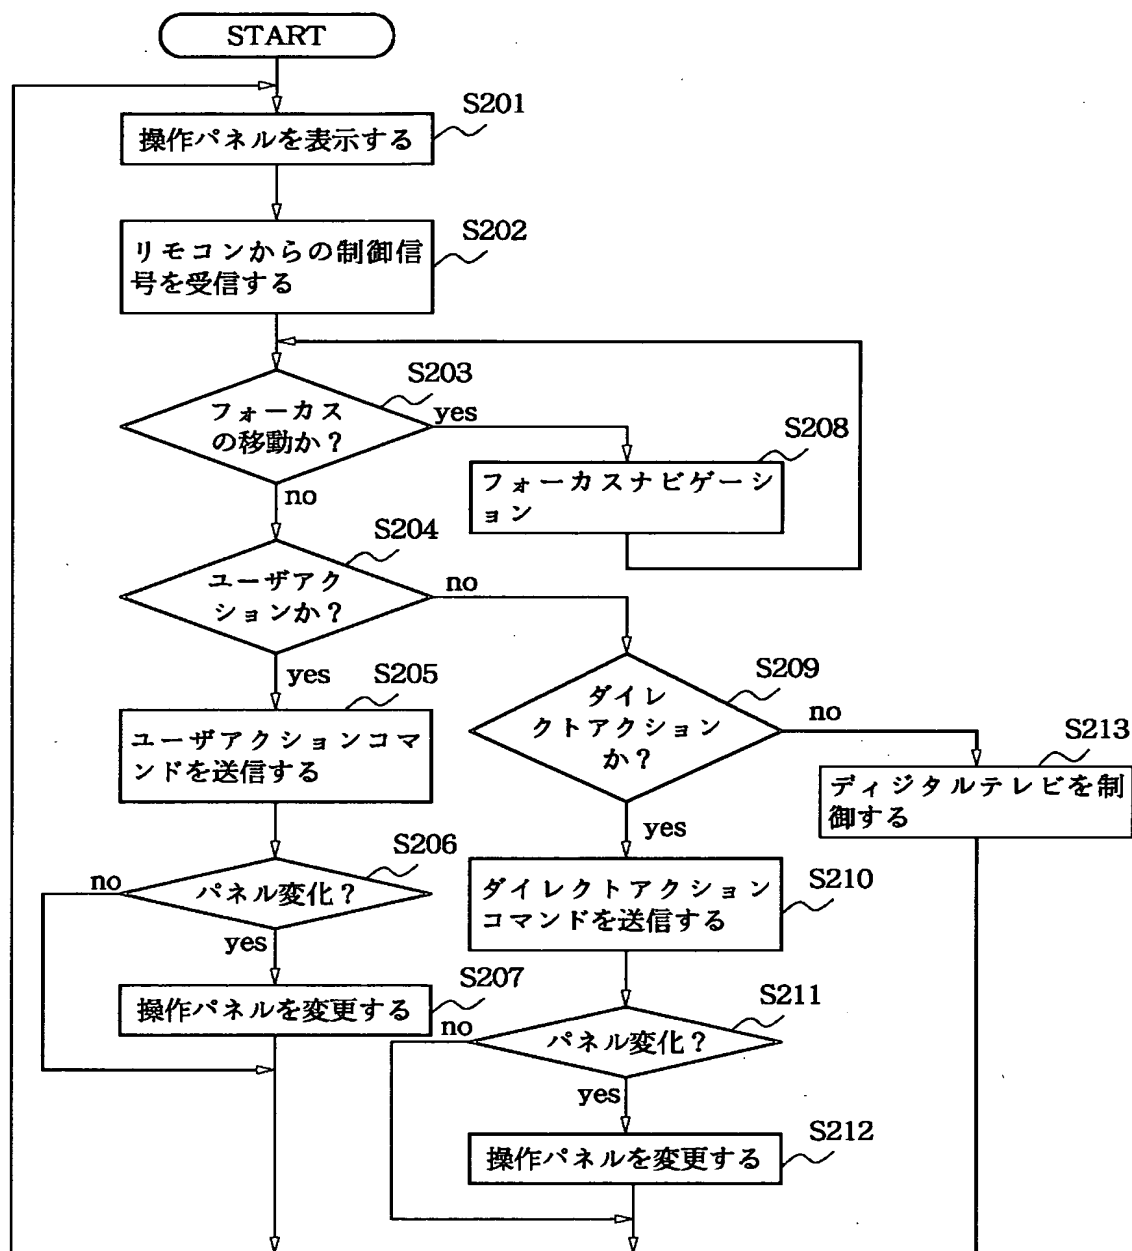 START
S201
操作パネルを表示する
S202
リモコンからの制御信
号を受信する
S203
フォーカス
の移動か？
yes
no
S208
フォーカスナビゲーシ
ョン
S204
ユーザアク
ションか？
no
yes
S205
ユーザアクションコマ
ンドを送信する
S209
ダイレ
クトアクション
か？
no
yes
S213
ディジタルテレビを制
御する
S206
パネル変化？
no
yes
S210
ダイレクトアクション
コマンドを送信する
S207
操作パネルを変更する
S211
パネル変化？
no
yes
S212
操作パネルを変更する